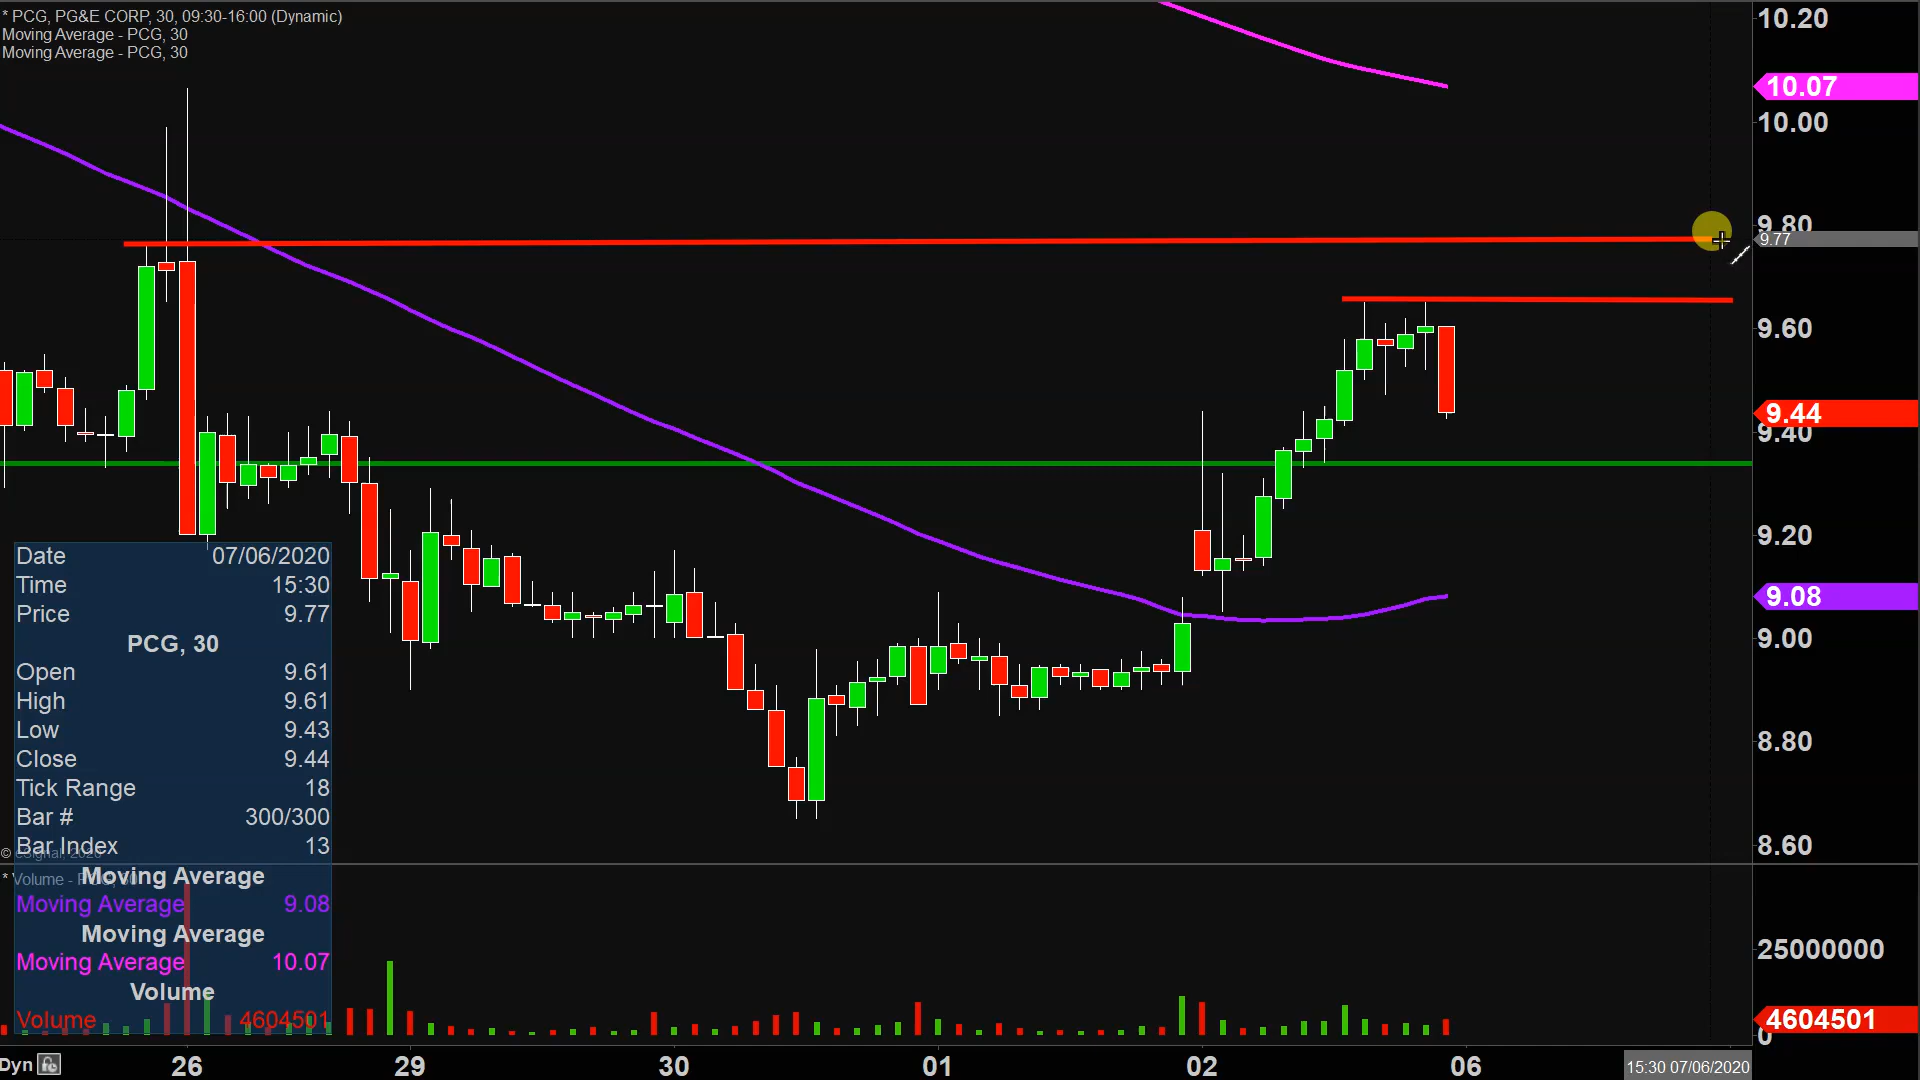 * PCG, PG&E CORP, 30, 09:30-16:00 (Dynamic)
Moving Average - PCG, 30
Moving Average - PCG, 30
10.20
10.07
10.00
9.80
9.77
9.60
9.44
9.40
9.20
9.08
9.00
8.80
8.60
Date 07/06/2020
Time 15:30
Price 9.77
PCG, 30
Open 9.61
High 9.61
Low 9.43
Close 9.44
Tick Range 18
Bar # 300/300
Bar Index 13
© eSignal, 2020
Moving Average
* Volume - PCG, 30
Moving Average 9.08
Moving Average
Moving Average 10.07
Volume
Volume 4604501
25000000
4604501
0
Dyn
26 29 30 01 02 06
15:30 07/06/2020